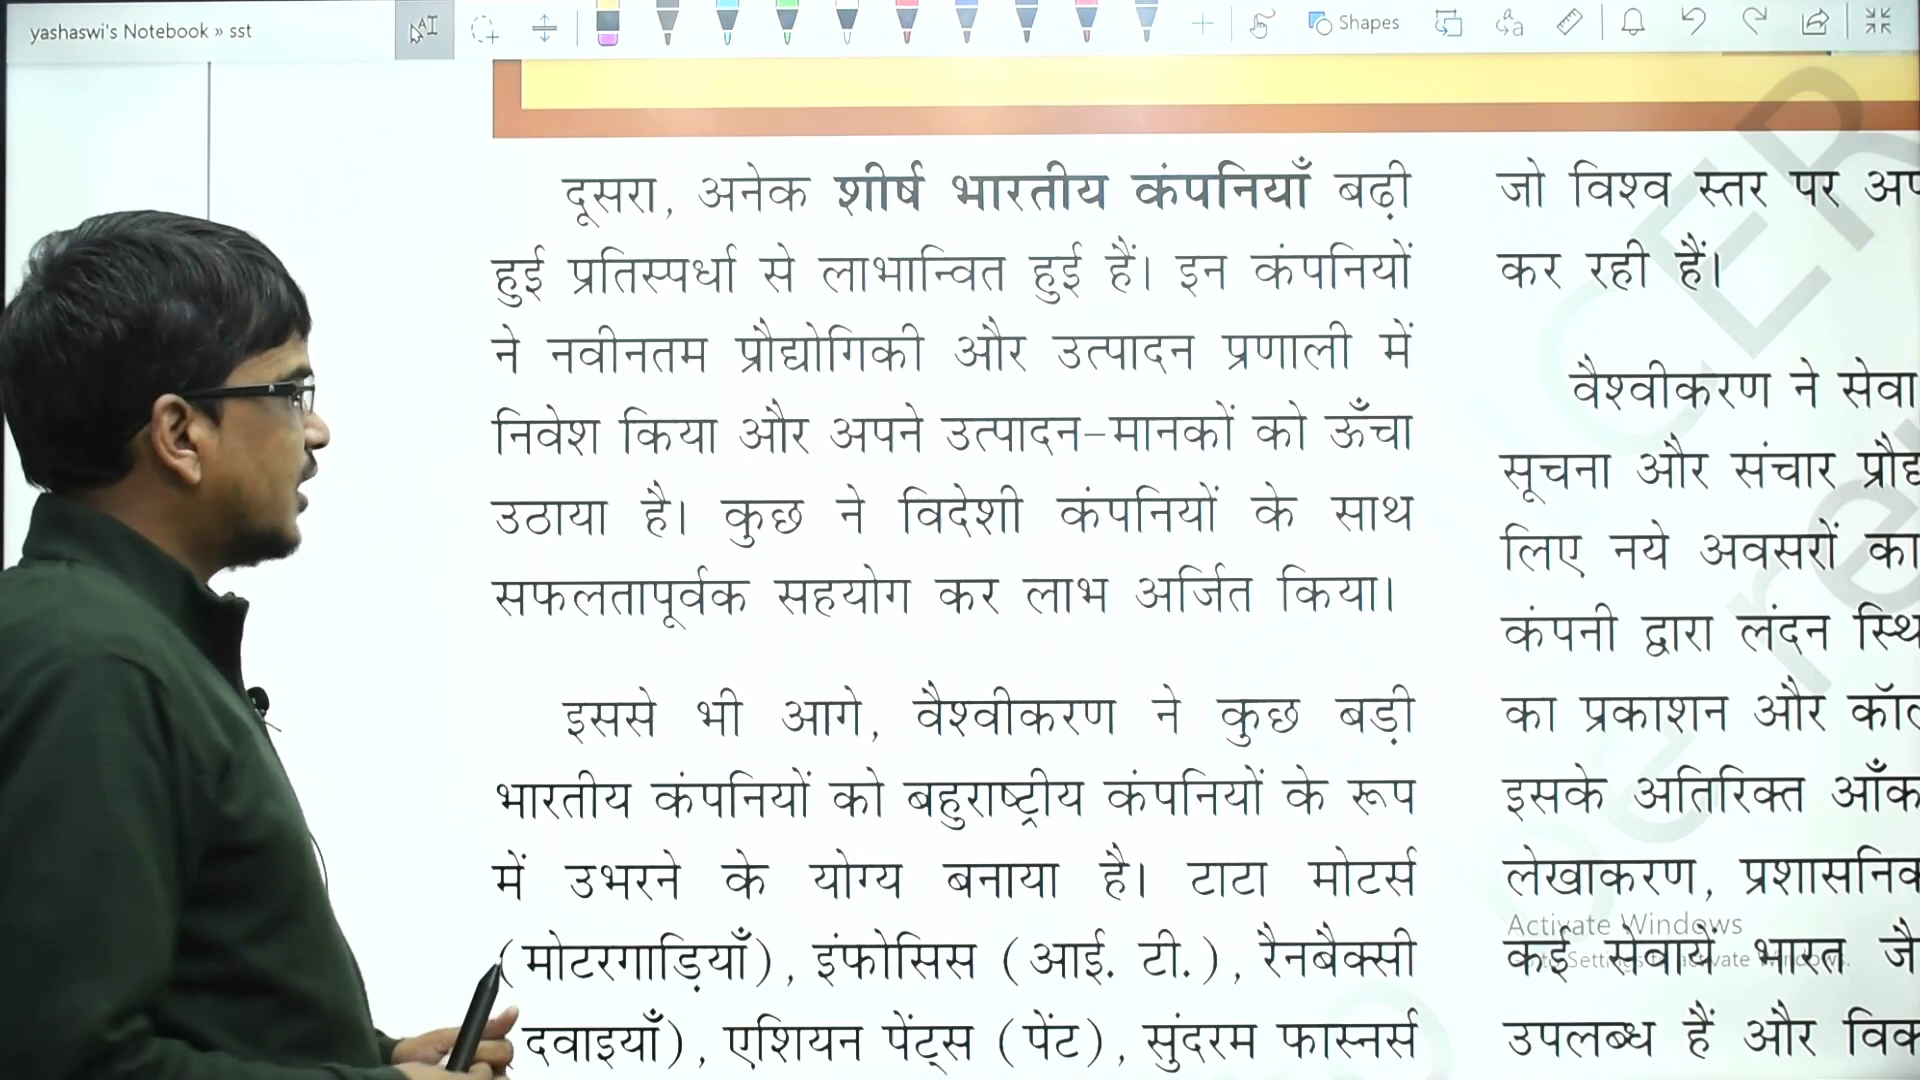 yashaswi's Notebook » sst
Shapes
दूसरा, अनेक शीर्ष भारतीय कंपनियाँ बढ़ी
हुई प्रतिस्पर्धा से लाभान्वित हुई हैं। इन कंपनियों
ने नवीनतम प्रौद्योगिकी और उत्पादन प्रणाली में
निवेश किया और अपने उत्पादन-मानकों को ऊँचा
उठाया है। कुछ ने विदेशी कंपनियों के साथ
सफलतापूर्वक सहयोग कर लाभ अर्जित किया।
इससे भी आगे, वैश्वीकरण ने कुछ बड़ी
भारतीय कंपनियों को बहुराष्ट्रीय कंपनियों के रूप
में उभरने के योग्य बनाया है। टाटा मोटर्स
(मोटरगाड़ियाँ), इंफोसिस (आई. टी.), रैनबैक्सी
(दवाइयाँ), एशियन पेंट्स (पेंट), सुंदरम फास्नर्स
जो विश्व स्तर पर
कर रही हैं।
वैश्वीकरण ने सेवा
सूचना और संचार
लिए नये अवसरों का
कंपनी द्वारा लंदन
का प्रकाशन और
इसके अतिरिक्त
लेखाकरण, प्रशासनिक
कई सेवायें भारत
उपलब्ध हैं और
Activate Windows